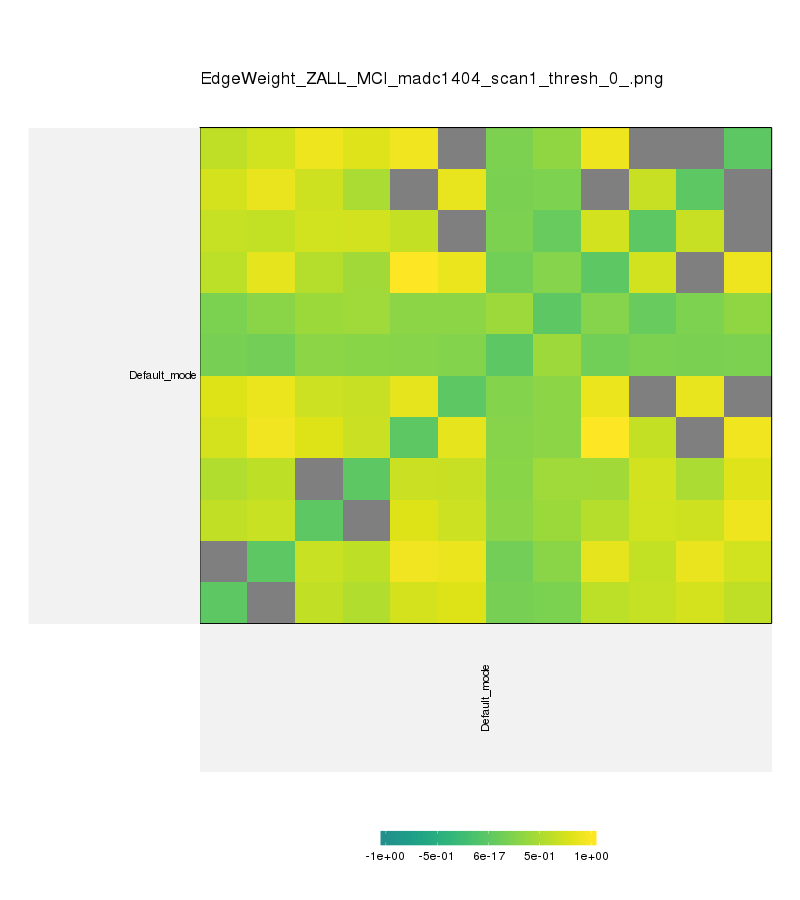 EdgeWeight_ZALL_MCI_madc1404_scan1_thresh_0_.png
Default_mode
Default_mode
-1e+00 -5e-01 6e-17 5e-01 1e+00